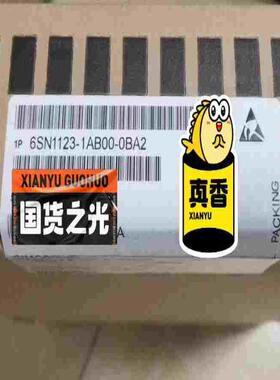 1P 6SN1123-1AB00-0BA2
XIANYU GUOHUO
国货之光
真香
XIANYU
A
PACKING